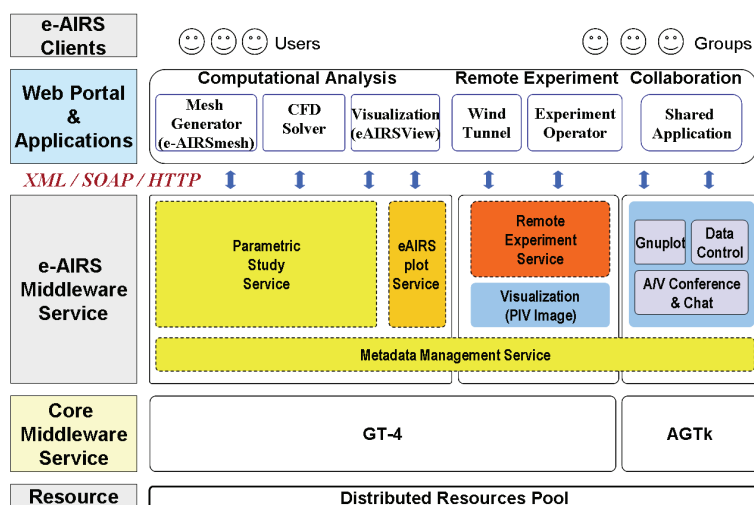 e-AIRS
Clients
Users
Groups
Web Portal
&
Applications
Computational Analysis
Remote Experiment
Collaboration
Mesh
Generator
(e-AIRSmesh)
CFD
Solver
Visualization
(eAIRSView)
Wind
Tunnel
Experiment
Operator
Shared
Application
XML / SOAP / HTTP
e-AIRS
Middleware
Service
Parametric
Study
Service
eAIRS
plot
Service
Remote
Experiment
Service
Visualization
(PIV Image)
Gnuplot
Data
Control
A/V Conference
& Chat
Metadata Management Service
Core
Middleware
Service
GT-4
AGTk
Resource
Distributed Resources Pool